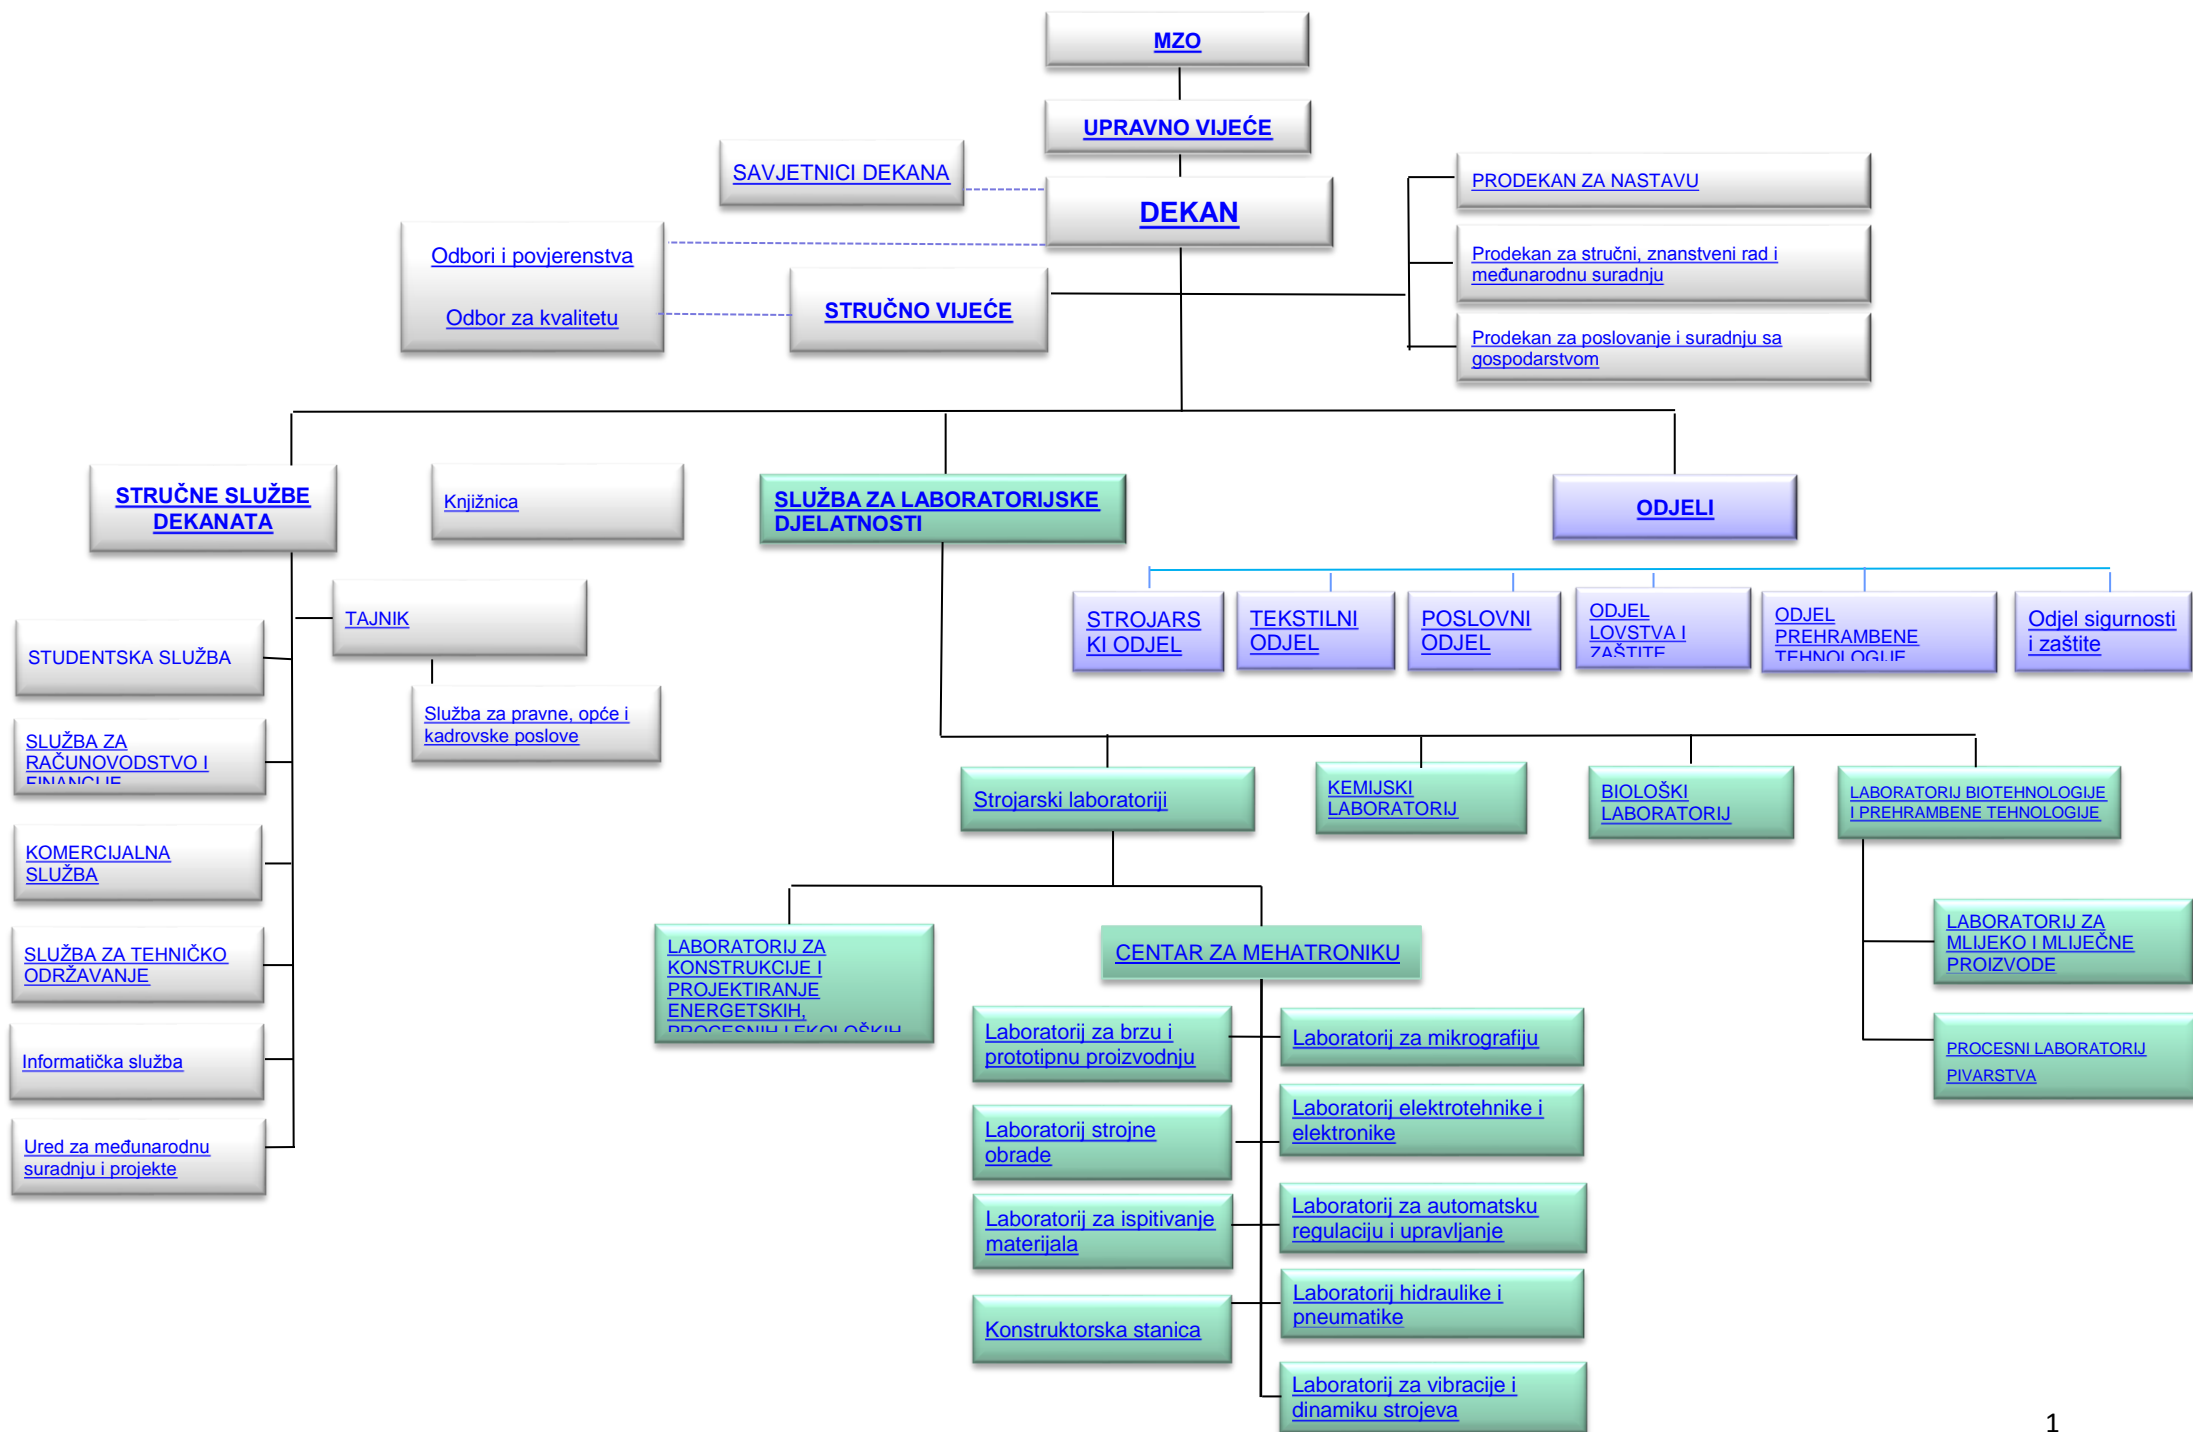 MZO
UPRAVNO VIJEĆE
SAVJETNICI DEKANA
DEKAN
PRODEKAN ZA NASTAVU
Odbori i povjerenstva
Odbor za kvalitetu
STRUČNO VIJEĆE
Prodekan za stručni, znanstveni rad i
međunarodnu suradnju
Prodekan za poslovanje i suradnju sa
gospodarstvom
STRUČNE SLUŽBE
DEKANATA
Knjižnica
SLUŽBA ZA LABORATORIJSKE
DJELATNOSTI
ODJELI
TAJNIK
Služba za pravne, opće i
kadrovske poslove
STUDENTSKA SLUŽBA
SLUŽBA ZA
RAČUNOVODSTVO I
FINANCIJE
KOMERCIJALNA
SLUŽBA
SLUŽBA ZA TEHNIČKO
ODRŽAVANJE
Informatička služba
Ured za međunarodnu
suradnju i projekte
STROJARS
KI ODJEL
TEKSTILNI
ODJEL
POSLOVNI
ODJEL
ODJEL
LOVSTVA I
ZAŠTITE
ODJEL
PREHRAMBENE
TEHNOLOGIJE
Odjel sigurnosti
i zaštite
Strojarski laboratoriji
KEMIJSKI
LABORATORIJ
BIOLOŠKI
LABORATORIJ
LABORATORIJ BIOTEHNOLOGIJE
I PREHRAMBENE TEHNOLOGIJE
LABORATORIJ ZA
KONSTRUKCIJE I
PROJEKTIRANJE
ENERGETSKIH,
PROCESNIH I EKOLOŠKIH
CENTAR ZA MEHATRONIKU
LABORATORIJ ZA
MLIJEKO I MLIJEČNE
PROIZVODE
PROCESNI LABORATORIJ
PIVARSTVA
Laboratorij za brzu i
prototipnu proizvodnju
Laboratorij za mikrografiju
Laboratorij strojne
obrade
Laboratorij elektrotehnike i
elektronike
Laboratorij za ispitivanje
materijala
Laboratorij za automatsku
regulaciju i upravljanje
Konstruktorska stanica
Laboratorij hidraulike i
pneumatike
Laboratorij za vibracije i
dinamiku strojeva
1